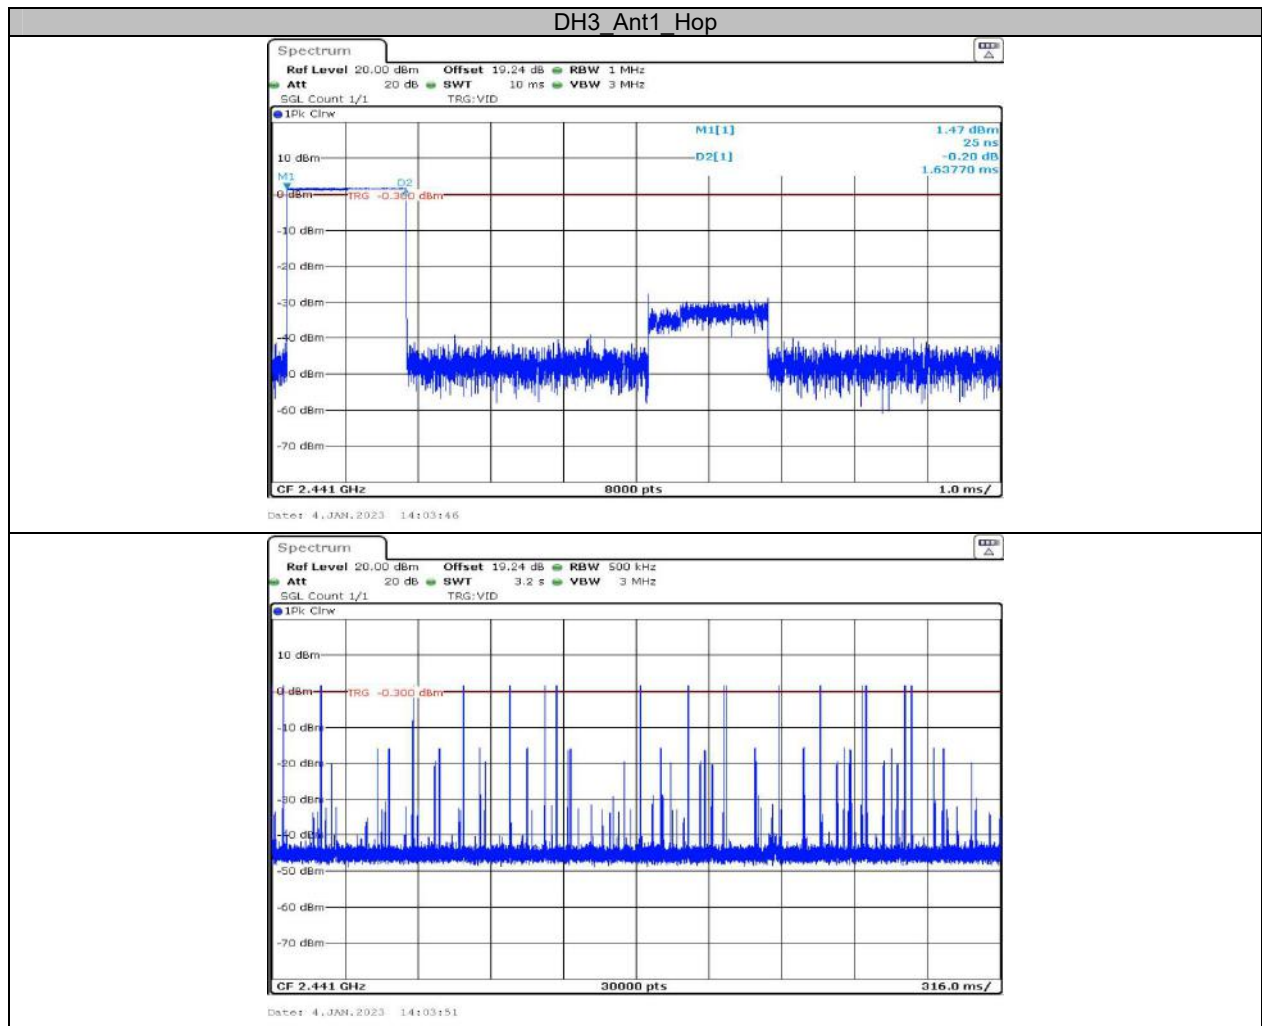 DH3_Ant1_Hop
Spectrum
Ref Level 20.00 dBm Offset 19.24 dB RBW 1 MHz
Att 20 dB SWT 10 ms VBW 3 MHz
SGL Count 1/1 TRG:VID
1Pk Clrw
M1[1] 1.47 dBm
25 ns
10 dBm D2[1] -0.20 dB
1.63770 ms
M1 D2
0 dBm TRG -0.300 dBm
-10 dBm
-20 dBm
-30 dBm
-40 dBm
-60 dBm
-70 dBm
CF 2.441 GHz 8000 pts 1.0 ms/
Date: 4.JAN.2023 14:03:46
Spectrum
Ref Level 20.00 dBm Offset 19.24 dB RBW 500 kHz
Att 20 dB SWT 3.2 s VBW 3 MHz
SGL Count 1/1 TRG:VID
1Pk Clrw
10 dBm
0 dBm TRG -0.300 dBm
-10 dBm
-20 dBm
-30 dBm
-50 dBm
-60 dBm
-70 dBm
CF 2.441 GHz 30000 pts 316.0 ms/
Date: 4.JAN.2023 14:03:51